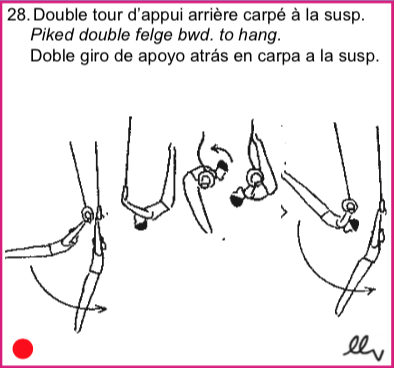 28. Double tour d'appui arrière carpé à la susp.
Piked double felge bwd. to hang.
Doble giro de apoyo atrás en carpa a la susp.